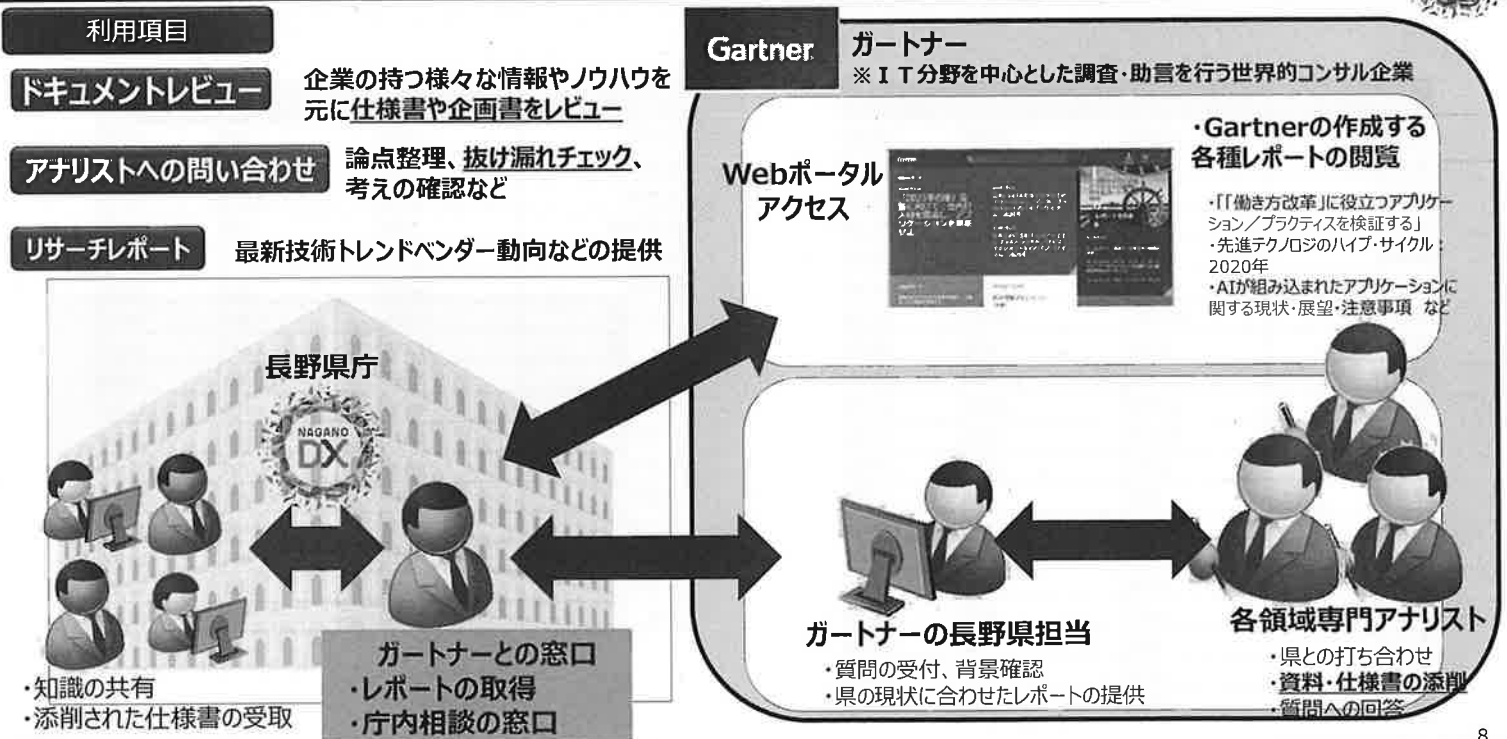 利用項目
ドキュメントレビュー
企業の持つ様々な情報やノウハウを
元に仕様書や企画書をレビュー
アナリストへの問い合わせ
論点整理、抜け漏れチェック、
考えの確認など
リサーチレポート
最新技術トレンドベンダー動向などの提供
長野県庁
NAGANO
DX
・知識の共有
・添削された仕様書の受取
ガートナーとの窓口
・レポートの取得
・庁内相談の窓口
Gartner
ガートナー
※ＩＴ分野を中心とした調査・助言を行う世界的コンサル企業
Webポータル
アクセス
・Gartnerの作成する
各種レポートの閲覧
・「「働き方改革」に役立つアプリケー
ション／プラクティスを検証する」
・先進テクノロジのハイプ・サイクル：
2020年
・AIが組み込まれたアプリケーションに
関する現状・展望・注意事項 など
ガートナーの長野県担当
・質問の受付、背景確認
・県の現状に合わせたレポートの提供
各領域専門アナリスト
・県との打ち合わせ
・資料・仕様書の添削
・質問への回答
8